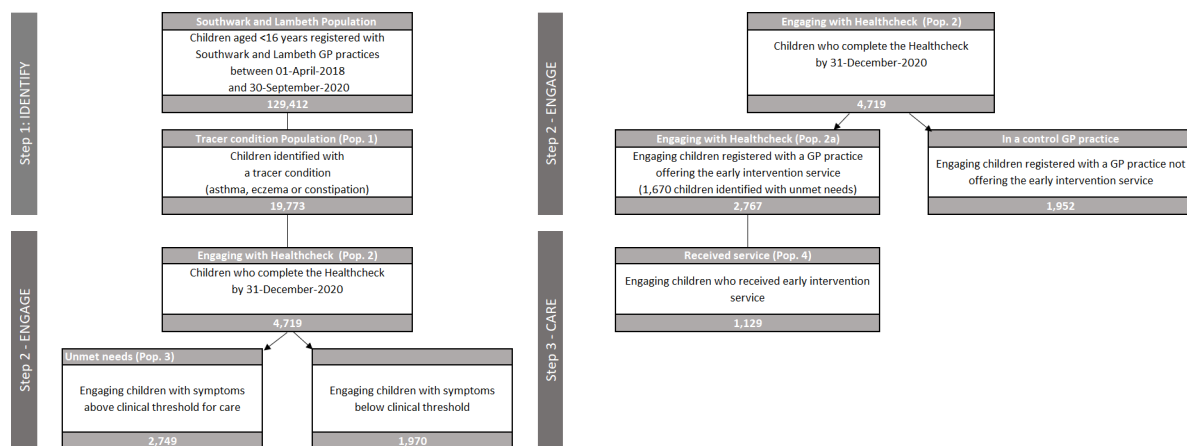 Step 1: IDENTIFY
Southwark and Lambeth Population
Children aged <16 years registered with
Southwark and Lambeth GP practices
between 01-April-2018
and 30-September-2020
129,412
Tracer condition Population (Pop. 1)
Children identified with
a tracer condition
(asthma, eczema or constipation)
19,773
Step 2 - ENGAGE
Engaging with Healthcheck (Pop. 2)
Children who complete the Healthcheck
by 31-December-2020
4,719
Unmet needs (Pop. 3)
Engaging children with symptoms
above clinical threshold for care
2,749
Engaging children with symptoms
below clinical threshold
1,970
Step 2 - ENGAGE
Engaging with Healthcheck (Pop. 2)
Children who complete the Healthcheck
by 31-December-2020
4,719
Engaging with Healthcheck (Pop. 2a)
Engaging children registered with a GP practice
offering the early intervention service
(1,670 children identified with unmet needs)
2,767
In a control GP practice
Engaging children registered with a GP practice not
offering the early intervention service
1,952
Step 3 - CARE
Received service (Pop. 4)
Engaging children who received early intervention
service
1,129